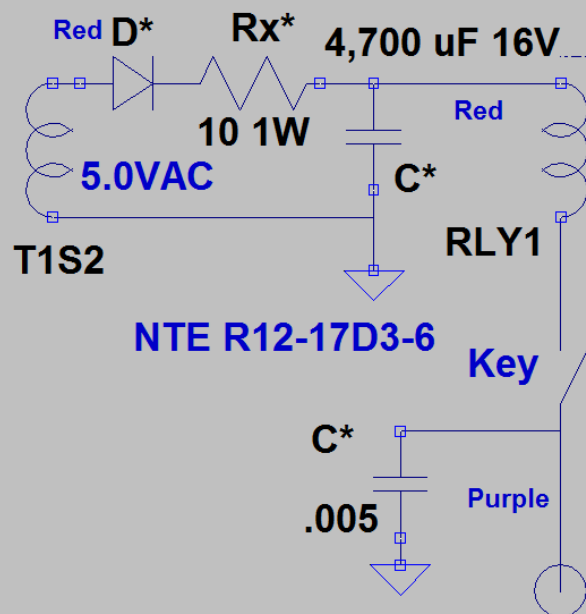 Red D* Rx* 4,700 uF 16V
10 1W Red
5.0VAC C*
T1S2 RLY1
NTE R12-17D3-6
Key
C*
.005 Purple